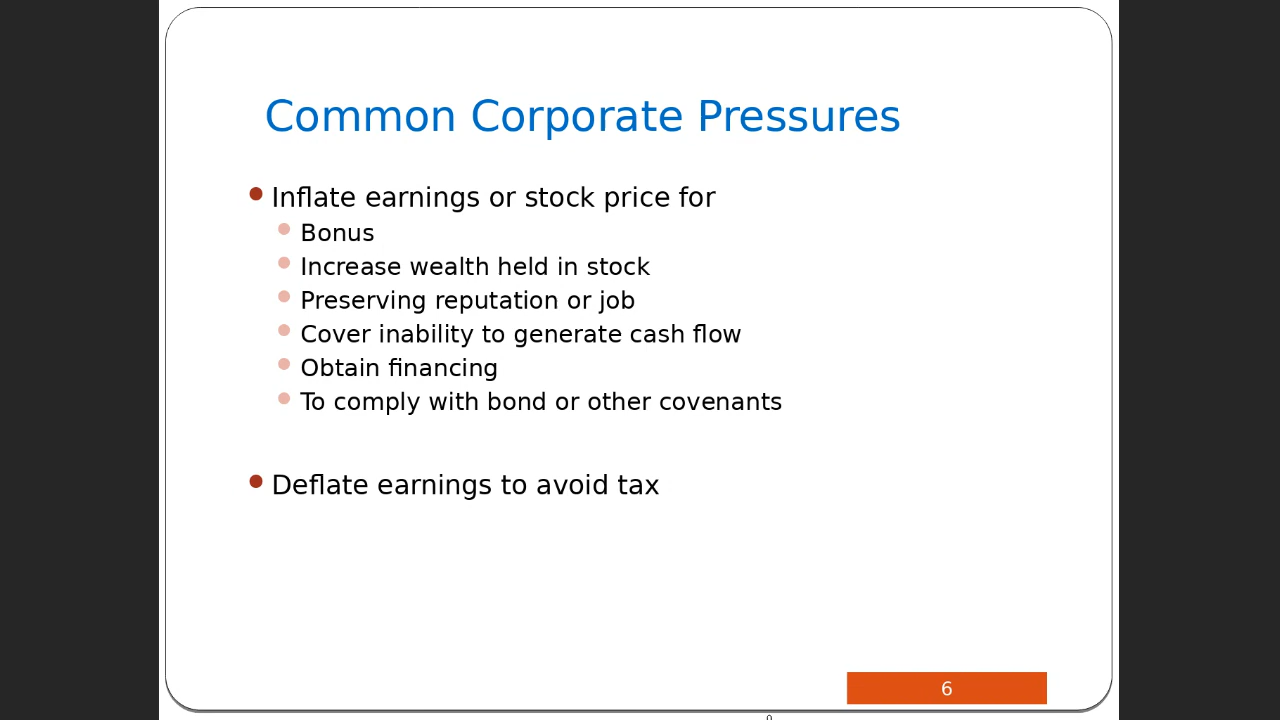 Common Corporate Pressures
Inflate earnings or stock price for
Bonus
Increase wealth held in stock
Preserving reputation or job
Cover inability to generate cash flow
Obtain financing
To comply with bond or other covenants
Deflate earnings to avoid tax
6